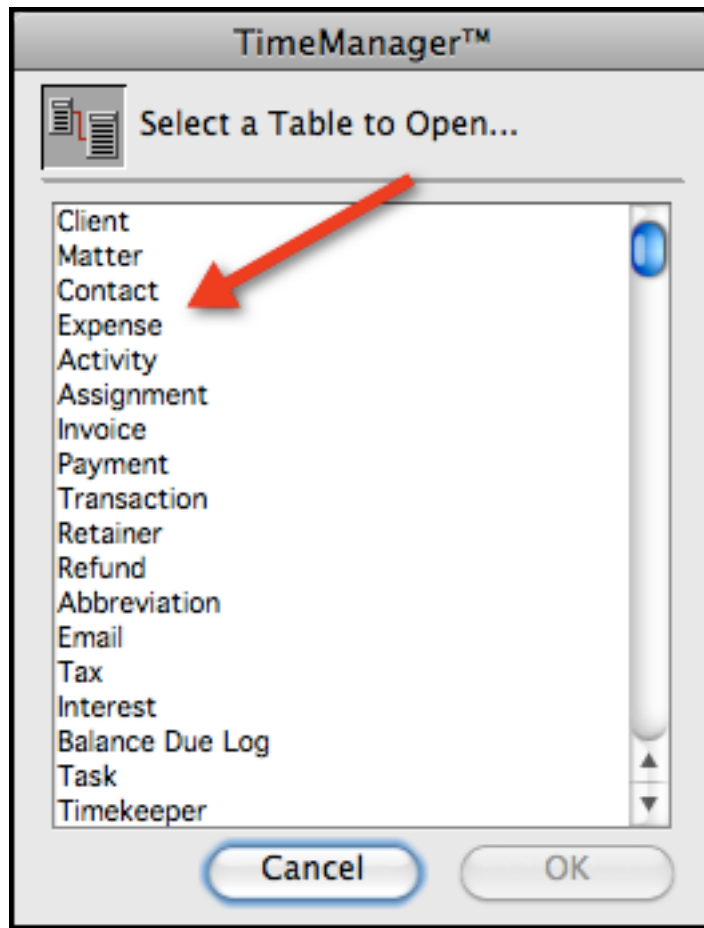 TimeManager™
Select a Table to Open...
Client
Matter
Contact
Expense
Activity
Assignment
Invoice
Payment
Transaction
Retainer
Refund
Abbreviation
Email
Tax
Interest
Balance Due Log
Task
Timekeeper
Cancel OK